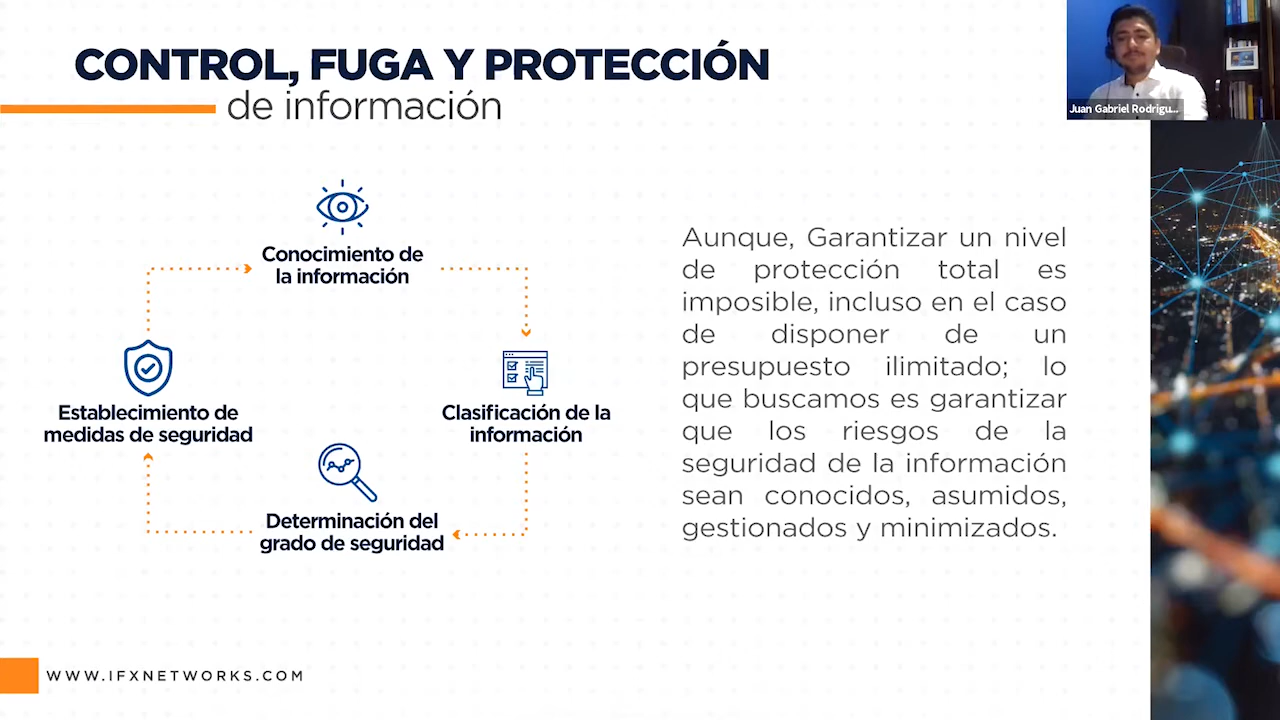 CONTROL, FUGA Y PROTECCIÓN
de información
Juan Gabriel Rodrigu...
Conocimiento de
la información
Establecimiento de
medidas de seguridad
Clasificación de la
información
Determinación del
grado de seguridad
Aunque, Garantizar un nivel
de protección total es
imposible, incluso en el caso
de disponer de un
presupuesto ilimitado; lo
que buscamos es garantizar
que los riesgos de la
seguridad de la información
sean conocidos, asumidos,
gestionados y minimizados.
WWW.IFXNETWORKS.COM